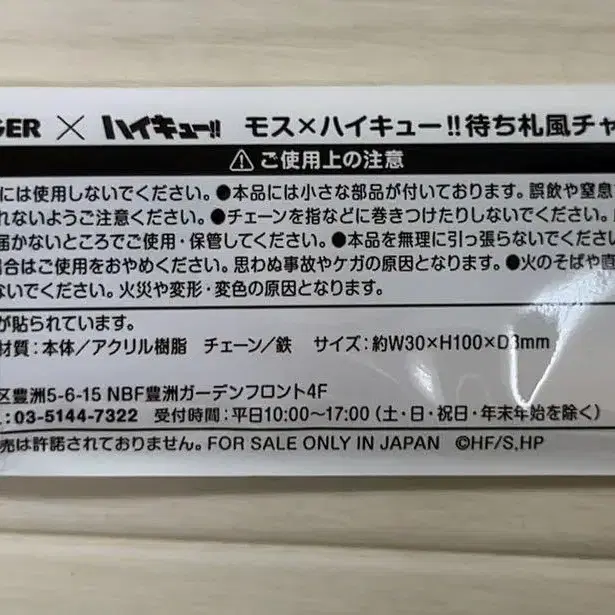 GER × ハイキュー!! モス×ハイキュー!!待ち札風チャ
⚠ご使用上の注意
には使用しないでください。●本品には小さな部品が付いております。誤飲や窒息
れないようご注意ください。●チェーンを指などに巻きつけたりしないでください。
届かないところでご使用・保管してください。●本品を無理に引っ張らないでください
場合はご使用をおやめください。思わぬ事故やケガの原因となります。●火のそばや直
ないでください。火災や変形・変色の原因となります。
が貼られています。
材質:本体/アクリル樹脂 チェーン/鉄 サイズ:約W30×H100×D3mm
区豊洲5-6-15 NBF豊洲ガーデンフロント4F
L:03-5144-7322 受付時間:平日10:00〜17:00(土・日・祝日・年末年始を除く)
売は許諾されておりません。FOR SALE ONLY IN JAPAN ©HF/S,HP